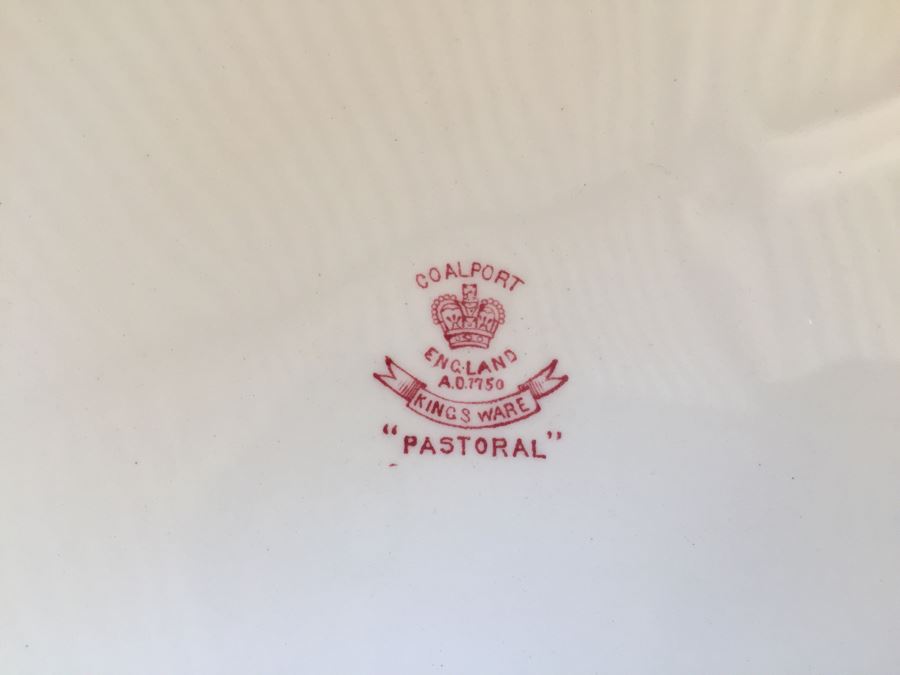 COALPORT
ENGLAND
A.D.1750
KINGS WARE
"PASTORAL"